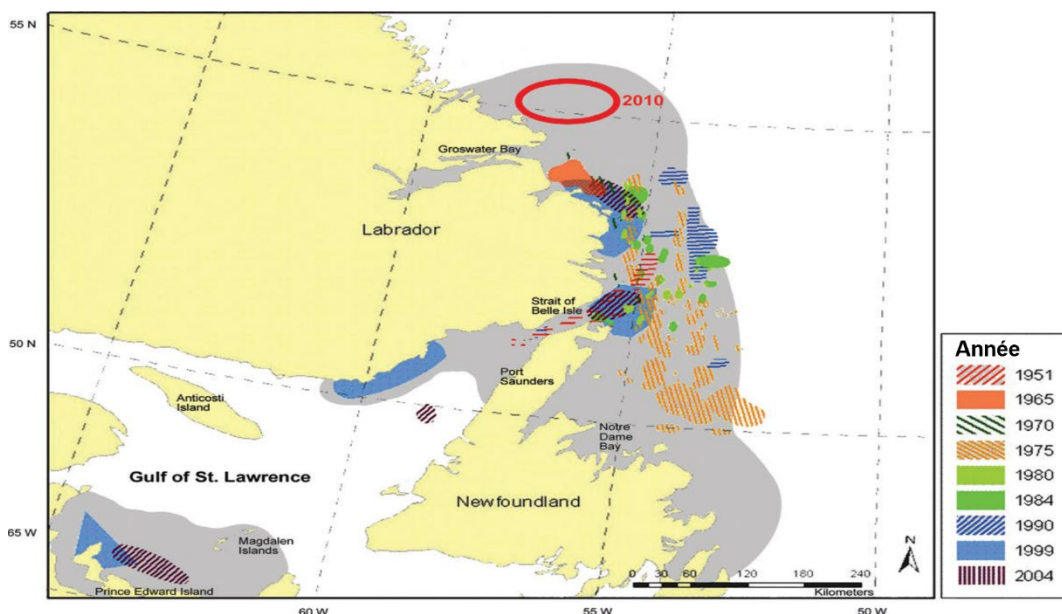 55 N
2010
Groswater Bay
Labrador
Strait of
Belle Isle
50 N
Port
Saunders
Anticosti
Island
Notre
Dame
Bay
Gulf of St. Lawrence
Newfoundland
65 W
Magdalen
Islands
Prince Edward Island
N
0 30 60 120 180 240
Kilometers
60 W
55 W
50 W
Année
1951
1965
1970
1975
1980
1984
1990
1999
2004